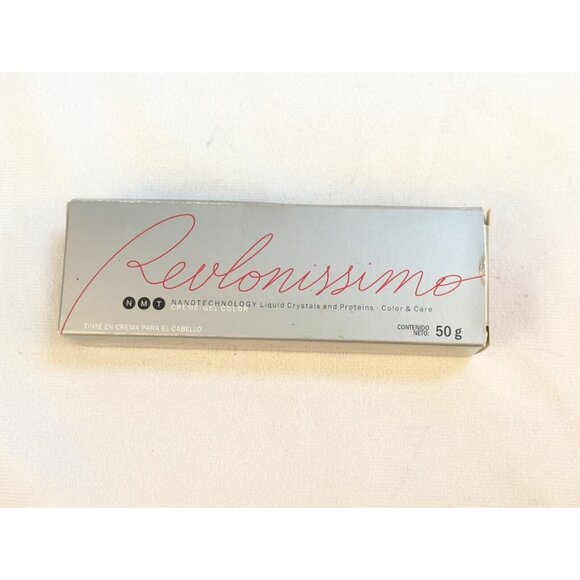 Revlonissimo
NMT NANOTECHNOLOGY Liquid Crystals and Proteins · Color & Care
CREME-GEL COLOR
TINTE EN CREMA PARA EL CABELLO
CONTENIDO NETO: 50 g